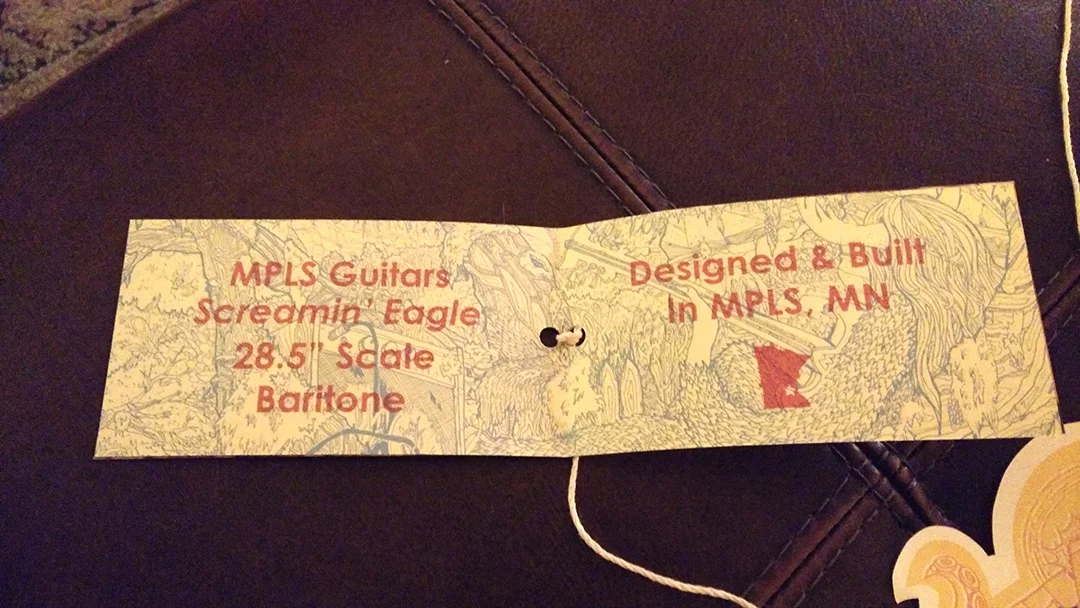 MPLS Guitars
Screamin' Eagle
28.5" Scale
Baritone
Designed & Built
In MPLS, MN